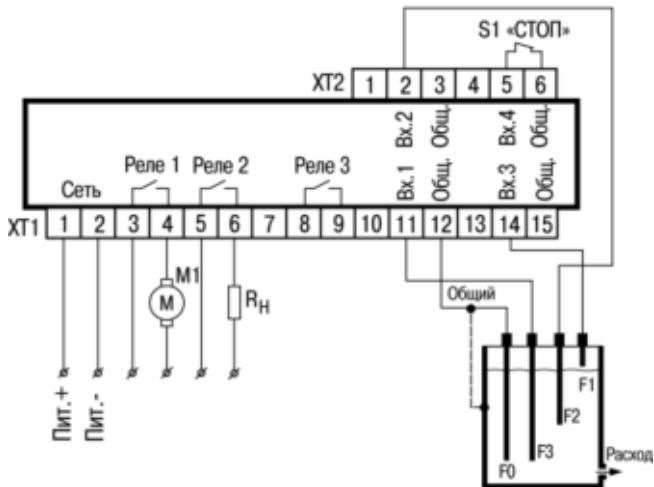 S1 «СТОП»
XT2 1 2 3 4 5 6
Вх.2 Общ. Вх.4 Общ.
Реле 1 Реле 2 Реле 3
Сеть
Вх.1 Общ. Вх.3 Общ.
XT1 1 2 3 4 5 6 7 8 9 10 11 12 13 14 15
M1
M
RН
Общий
Пит.+
Пит.-
F1
F2
F3
F0
Расход